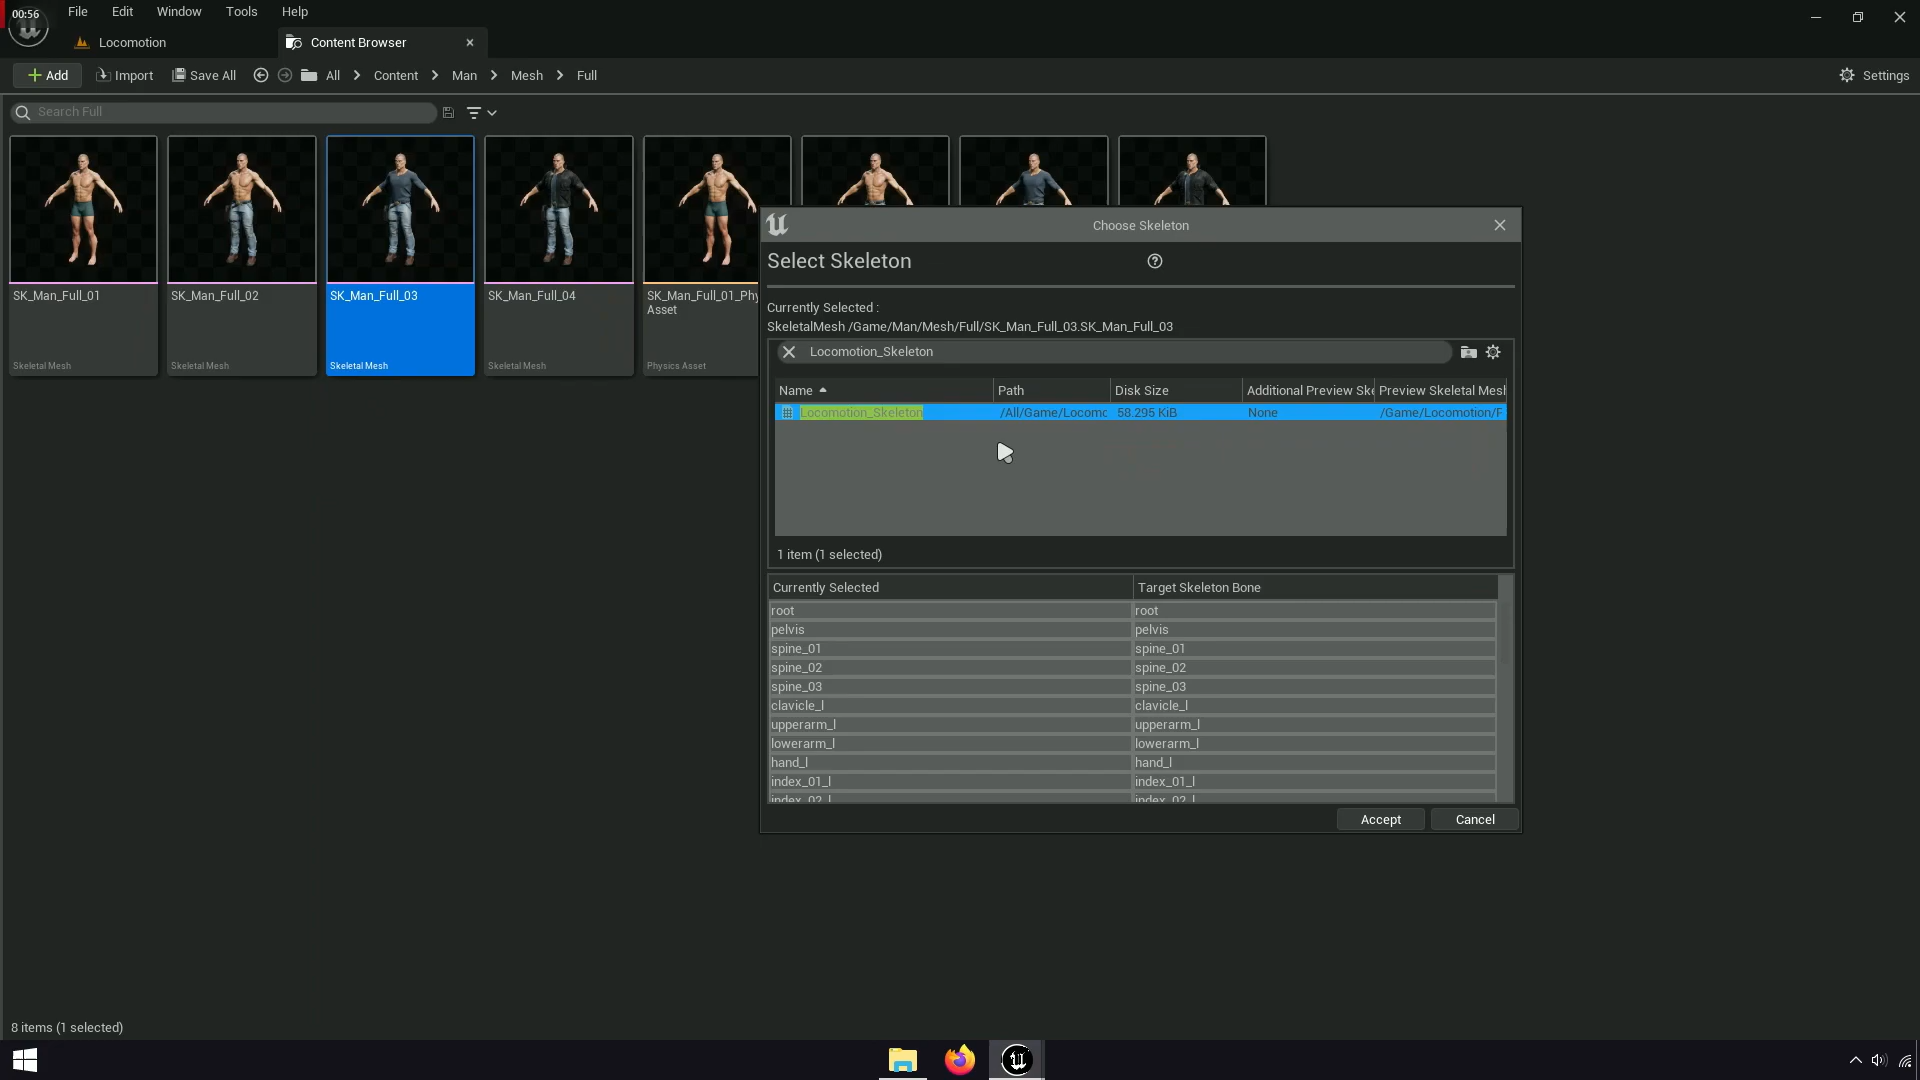 00:56
File Edit Window Tools Help
Locomotion
Content Browser
Add Import Save All All Content Man Mesh Full
Settings
Search Full
SK_Man_Full_01
Skeletal Mesh
SK_Man_Full_02
Skeletal Mesh
SK_Man_Full_03
Skeletal Mesh
SK_Man_Full_04
Skeletal Mesh
SK_Man_Full_01_Phy
Asset
Physics Asset
Choose Skeleton
Select Skeleton
Currently Selected :
SkeletalMesh /Game/Man/Mesh/Full/SK_Man_Full_03.SK_Man_Full_03
Locomotion_Skeleton
Name Path Disk Size Additional Preview Ske Preview Skeletal Mesh
Locomotion_Skeleton /All/Game/Locomo 58.295 KiB None /Game/Locomotion/F
1 item (1 selected)
Currently Selected Target Skeleton Bone
root root
pelvis pelvis
spine_01 spine_01
spine_02 spine_02
spine_03 spine_03
clavicle_l clavicle_l
upperarm_l upperarm_l
lowerarm_l lowerarm_l
hand_l hand_l
index_01_l index_01_l
index_02_l index_02_l
Accept Cancel
8 items (1 selected)